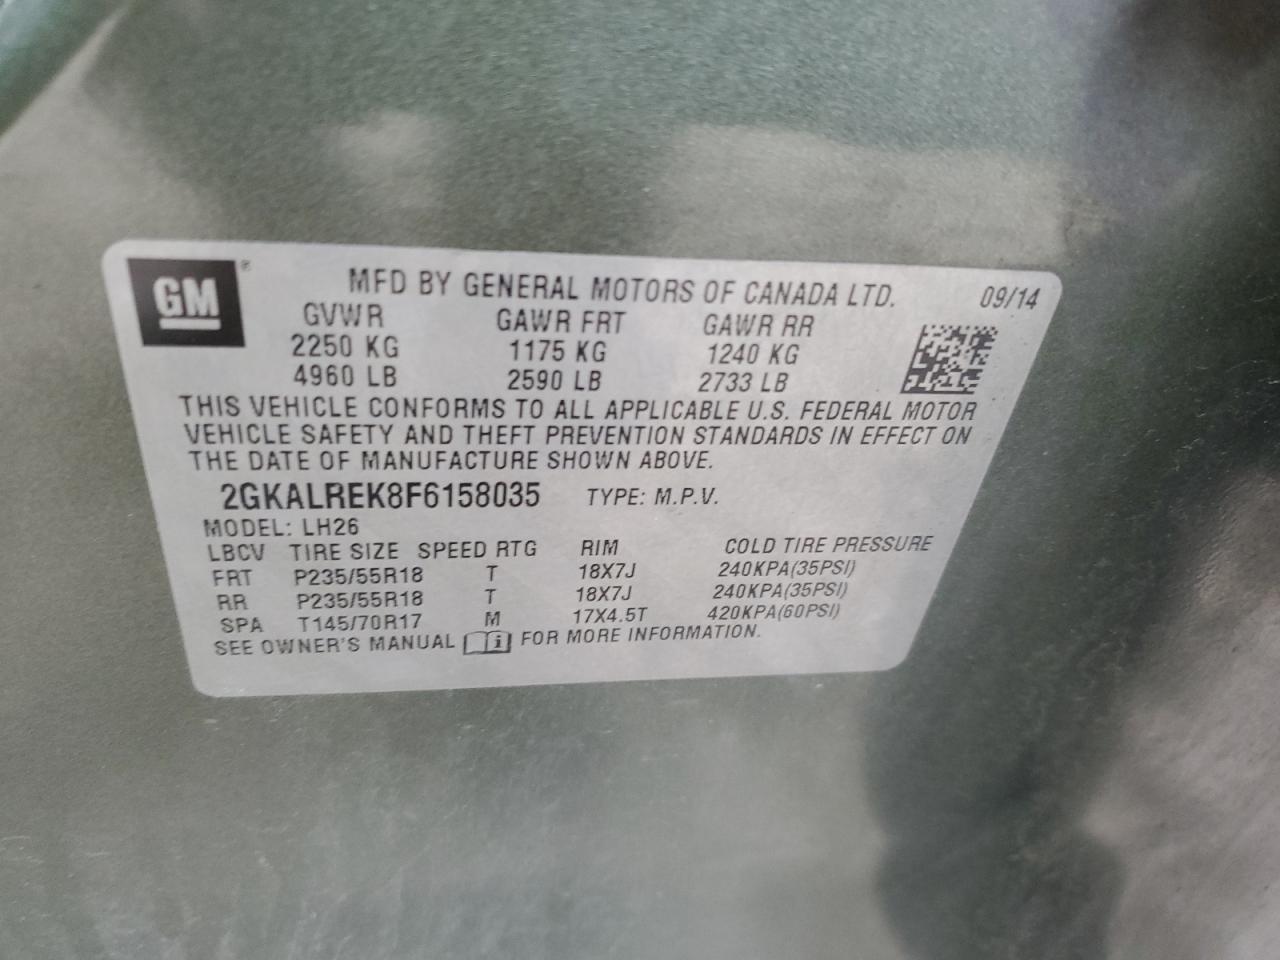 GM®
MFD BY GENERAL MOTORS OF CANADA LTD. 09/14
GVWR GAWR FRT GAWR RR
2250 KG 1175 KG 1240 KG
4960 LB 2590 LB 2733 LB
THIS VEHICLE CONFORMS TO ALL APPLICABLE U.S. FEDERAL MOTOR
VEHICLE SAFETY AND THEFT PREVENTION STANDARDS IN EFFECT ON
THE DATE OF MANUFACTURE SHOWN ABOVE.
2GKALREK8F6158035 TYPE: M.P.V.
MODEL: LH26
LBCV TIRE SIZE SPEED RTG RIM COLD TIRE PRESSURE
FRT P235/55R18 T 18X7J 240KPA(35PSI)
RR P235/55R18 T 18X7J 240KPA(35PSI)
SPA T145/70R17 M 17X4.5T 420KPA(60PSI)
SEE OWNER'S MANUAL FOR MORE INFORMATION.